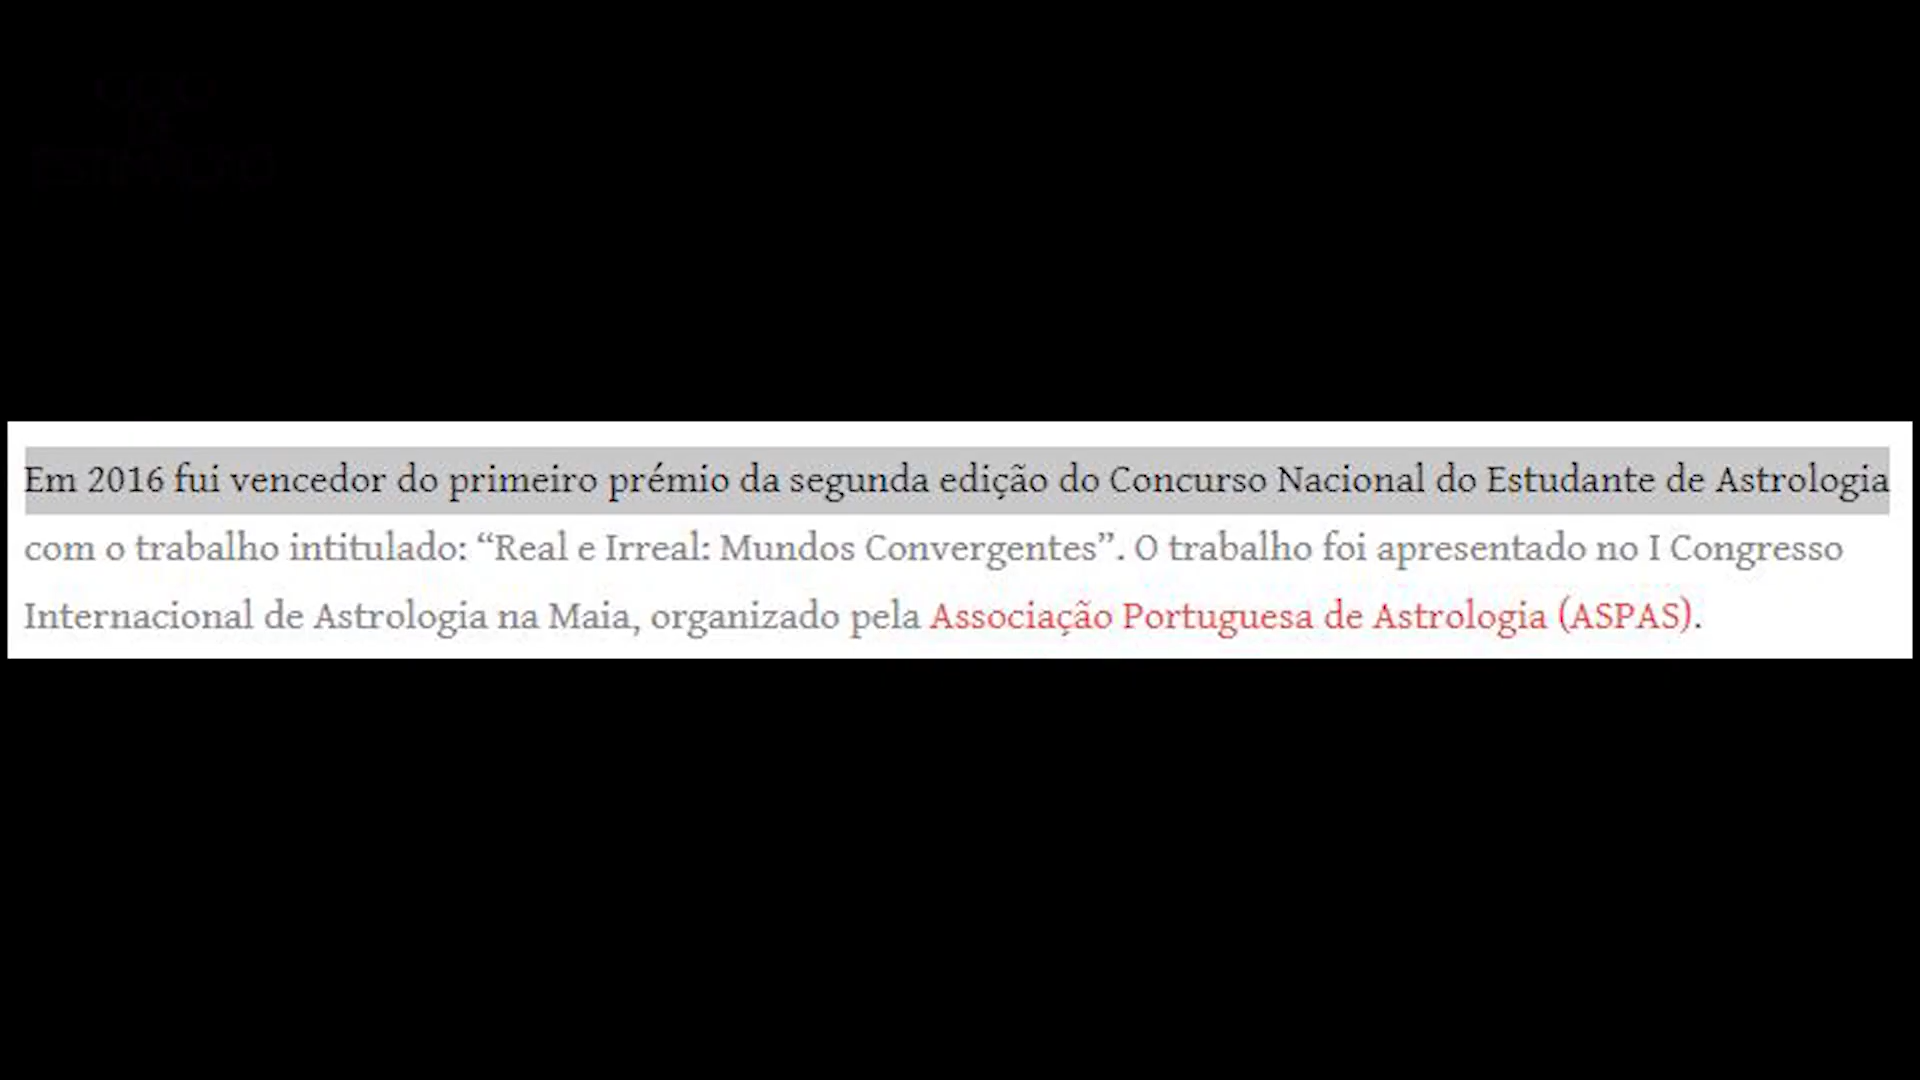 Em 2016 fui vencedor do primeiro prémio da segunda edição do Concurso Nacional do Estudante de Astrologia
com o trabalho intitulado: “Real e Irreal: Mundos Convergentes”. O trabalho foi apresentado no I Congresso
Internacional de Astrologia na Maia, organizado pela Associação Portuguesa de Astrologia (ASPAS).